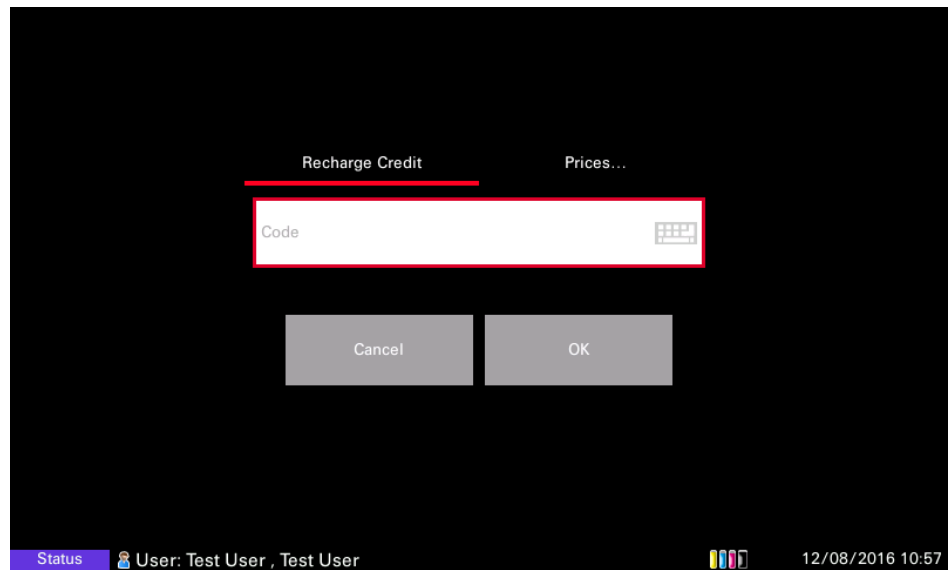 Recharge Credit Prices...
Code
Cancel OK
Status User: Test User , Test User 12/08/2016 10:57